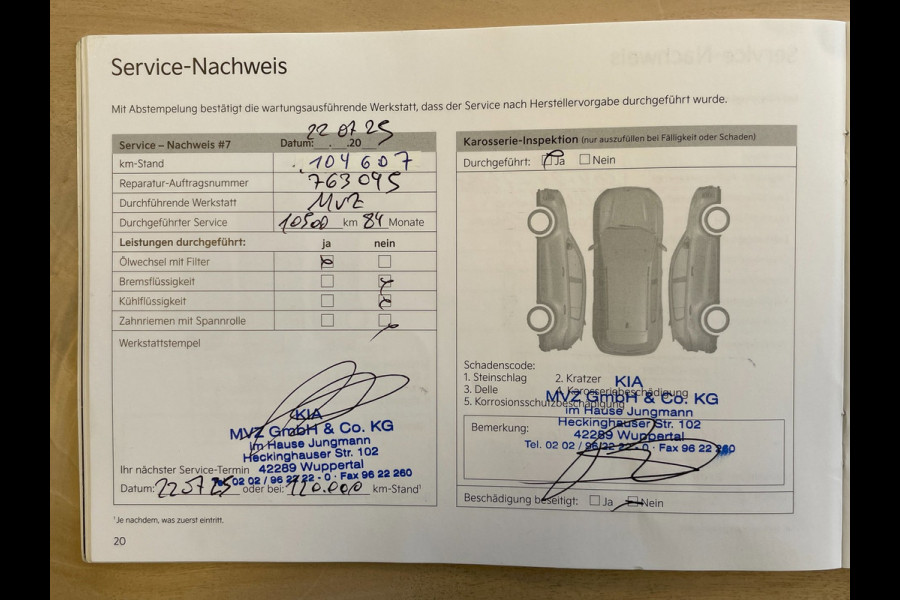 Service-Nachweis
Mit Abstempelung bestätigt die wartungsausführende Werkstatt, dass der Service nach Herstellervorgabe durchgeführt wurde.
Service – Nachweis #7 Datum: 22 07 .20 25
km-Stand 104607
Reparatur-Auftragsnummer 763045
Durchführende Werkstatt MVZ
Durchgeführter Service 10500 km 84 Monate
Leistungen durchgeführt: ja nein
Ölwechsel mit Filter
Bremsflüssigkeit
Kühlflüssigkeit
Zahnriemen mit Spannrolle
Werkstattstempel
KIA
MVZ GmbH & Co. KG
im Hause Jungmann
Heckinghauser Str. 102
42289 Wuppertal
Tel. 02 02 / 96 22 22 - 0 · Fax 96 22 260
Ihr nächster Service-Termin
Datum: 22.07.25 oder bei: 120.000 km-Stand¹
¹Je nachdem, was zuerst eintritt.
20
Karosserie-Inspektion (nur auszufüllen bei Fälligkeit oder Schaden)
Durchgeführt: Ja Nein
Schadenscode:
1. Steinschlag 2. Kratzer
3. Delle 4. Karosseriebeschädigung
5. Korrosionsschutzbeschädigung
KIA
MVZ GmbH & Co. KG
im Hause Jungmann
Heckinghauser Str. 102
42289 Wuppertal
Tel. 02 02 / 96 22 22 - 0 · Fax 96 22 260
Bemerkung:
Beschädigung beseitigt: Ja Nein